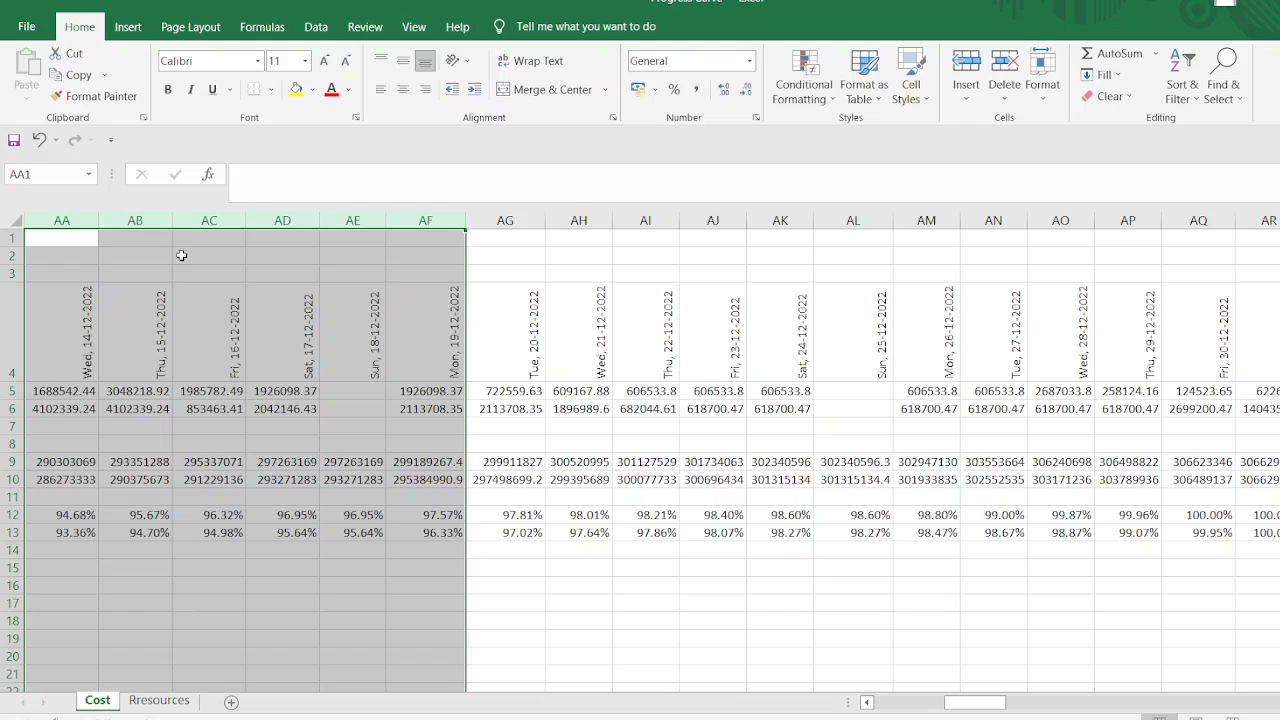 File Home Insert Page Layout Formulas Data Review View Help Tell me what you want to do
Cut
Copy
Format Painter
Paste
Clipboard
Calibri 11
B I U
Font
Wrap Text
Merge & Center
Alignment
General
%
Number
Conditional Formatting
Format as Table
Cell Styles
Styles
Insert Delete Format
Cells
AutoSum
Fill
Clear
Sort & Filter
Find & Select
Editing
AA1 fx
AA AB AC AD AE AF AG AH AI AJ AK AL AM AN AO AP AQ AR
1
2
3
4 Wed, 14-12-2022 Thu, 15-12-2022 Fri, 16-12-2022 Sat, 17-12-2022 Sun, 18-12-2022 Mon, 19-12-2022 Tue, 20-12-2022 Wed, 21-12-2022 Thu, 22-12-2022 Fri, 23-12-2022 Sat, 24-12-2022 Sun, 25-12-2022 Mon, 26-12-2022 Tue, 27-12-2022 Wed, 28-12-2022 Thu, 29-12-2022 Fri, 30-12-2022
5 1688542.44 3048218.92 1985782.49 1926098.37 1926098.37 722559.63 609167.88 606533.8 606533.8 606533.8 606533.8 606533.8 2687033.8 258124.16 124523.65 6226
6 4102339.24 4102339.24 853463.41 2042146.43 2113708.35 2113708.35 1896989.6 682044.61 618700.47 618700.47 618700.47 618700.47 618700.47 618700.47 2699200.47 140435
7
8
9 290303069 293351288 295337071 297263169 297263169 299189267.4 299911827 300520995 301127529 301734063 302340596 302340596.3 302947130 303553664 306240698 306498822 306623346 306629
10 286273333 290375673 291229136 293271283 293271283 295384990.9 297498699.2 299395689 300077733 300696434 301315134 301315134.4 301933835 302552535 303171236 303789936 306489137 306629
11
12 94.68% 95.67% 96.32% 96.95% 96.95% 97.57% 97.81% 98.01% 98.21% 98.40% 98.60% 98.60% 98.80% 99.00% 99.87% 99.96% 100.00% 100.0
13 93.36% 94.70% 94.98% 95.64% 95.64% 96.33% 97.02% 97.64% 97.86% 98.07% 98.27% 98.27% 98.47% 98.67% 98.87% 99.07% 99.95% 100.0
14
15
16
17
18
19
20
21
Cost Rresources